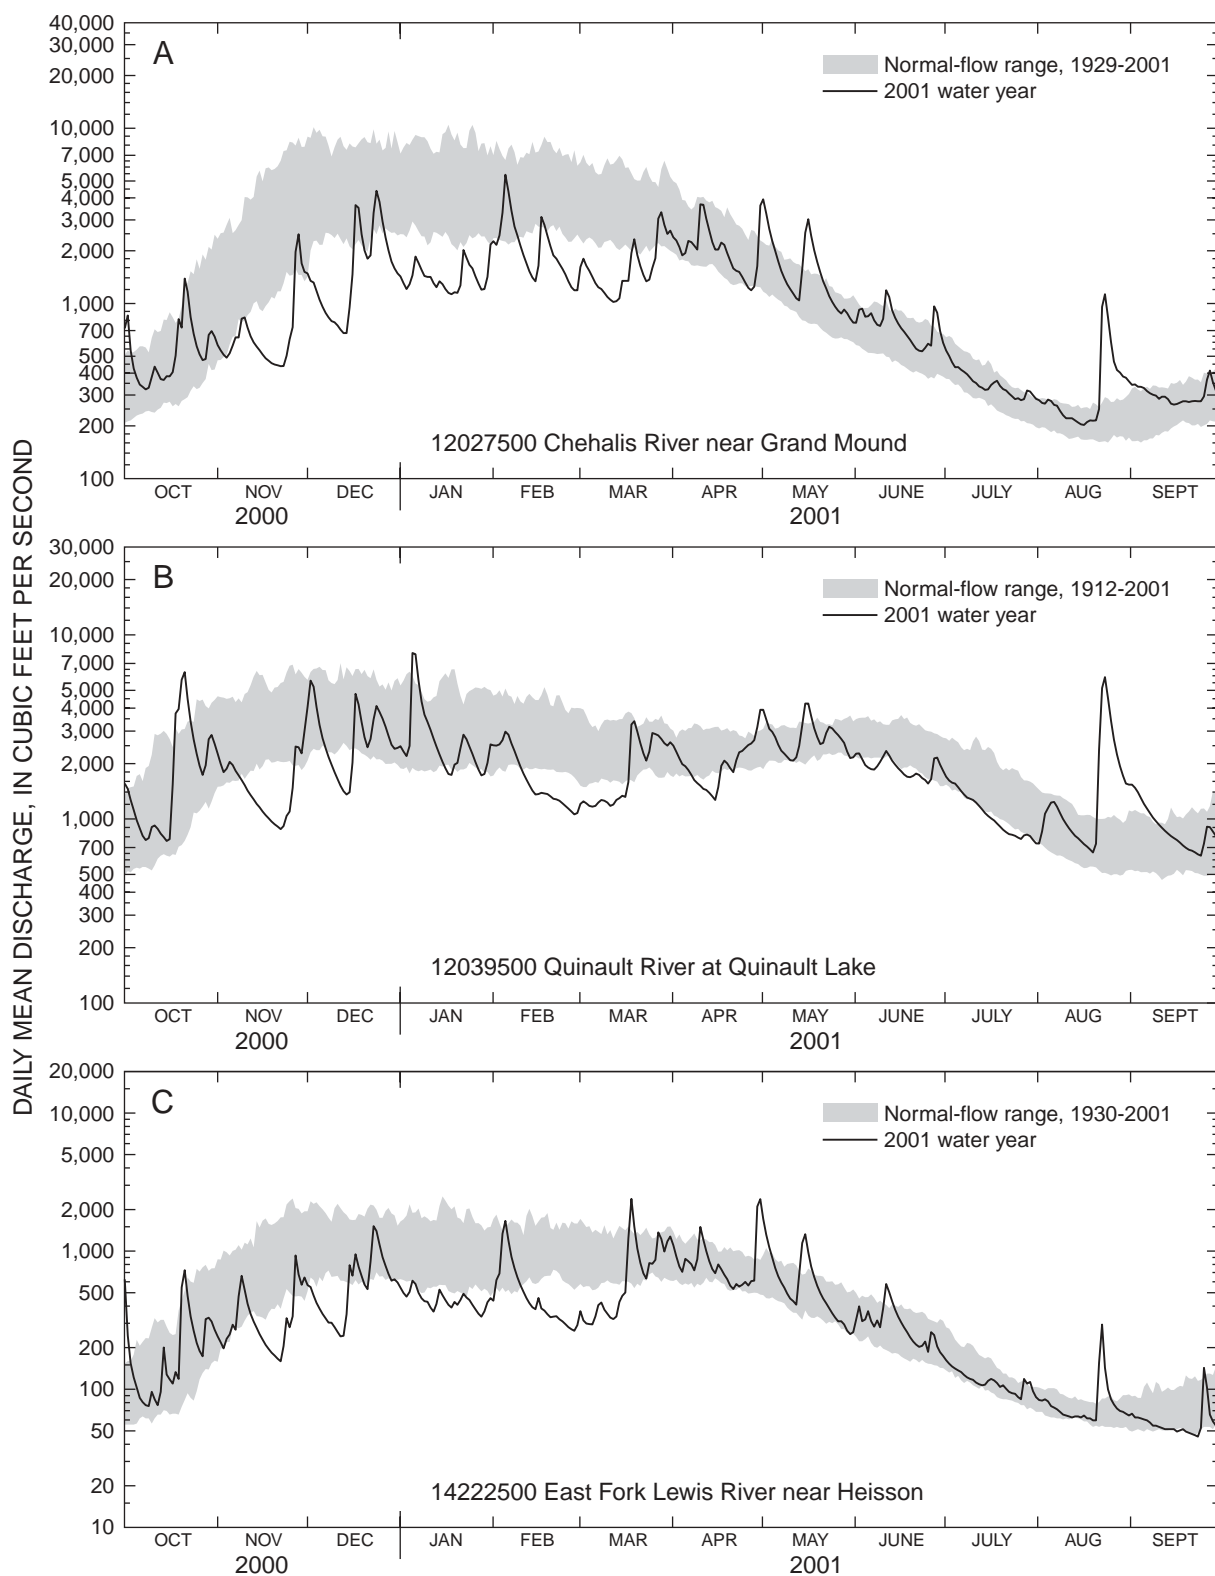 DAILY MEAN DISCHARGE, IN CUBIC FEET PER SECOND
A
Normal-flow range, 1929-2001
2001 water year
40,000
30,000
20,000
10,000
7,000
5,000
4,000
3,000
2,000
1,000
700
500
400
300
200
100
12027500 Chehalis River near Grand Mound
OCT NOV DEC JAN FEB MAR APR MAY JUNE JULY AUG SEPT
2000 2001
B
Normal-flow range, 1912-2001
2001 water year
30,000
20,000
10,000
7,000
5,000
4,000
3,000
2,000
1,000
700
500
400
300
200
100
12039500 Quinault River at Quinault Lake
OCT NOV DEC JAN FEB MAR APR MAY JUNE JULY AUG SEPT
2000 2001
C
Normal-flow range, 1930-2001
2001 water year
20,000
10,000
5,000
2,000
1,000
500
200
100
50
20
10
14222500 East Fork Lewis River near Heisson
OCT NOV DEC JAN FEB MAR APR MAY JUNE JULY AUG SEPT
2000 2001